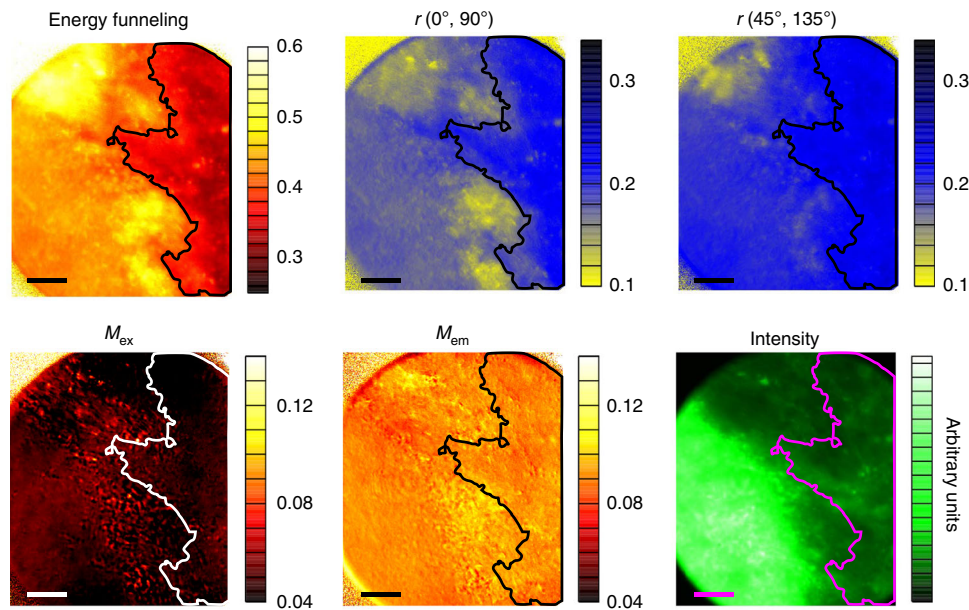 Energy funneling
r (0°, 90°)
r (45°, 135°)
0.6
0.5
0.4
0.3
0.3
0.2
0.1
0.3
0.2
0.1
Mex
Mem
Intensity
0.12
0.08
0.04
0.12
0.08
0.04
Arbitrary units